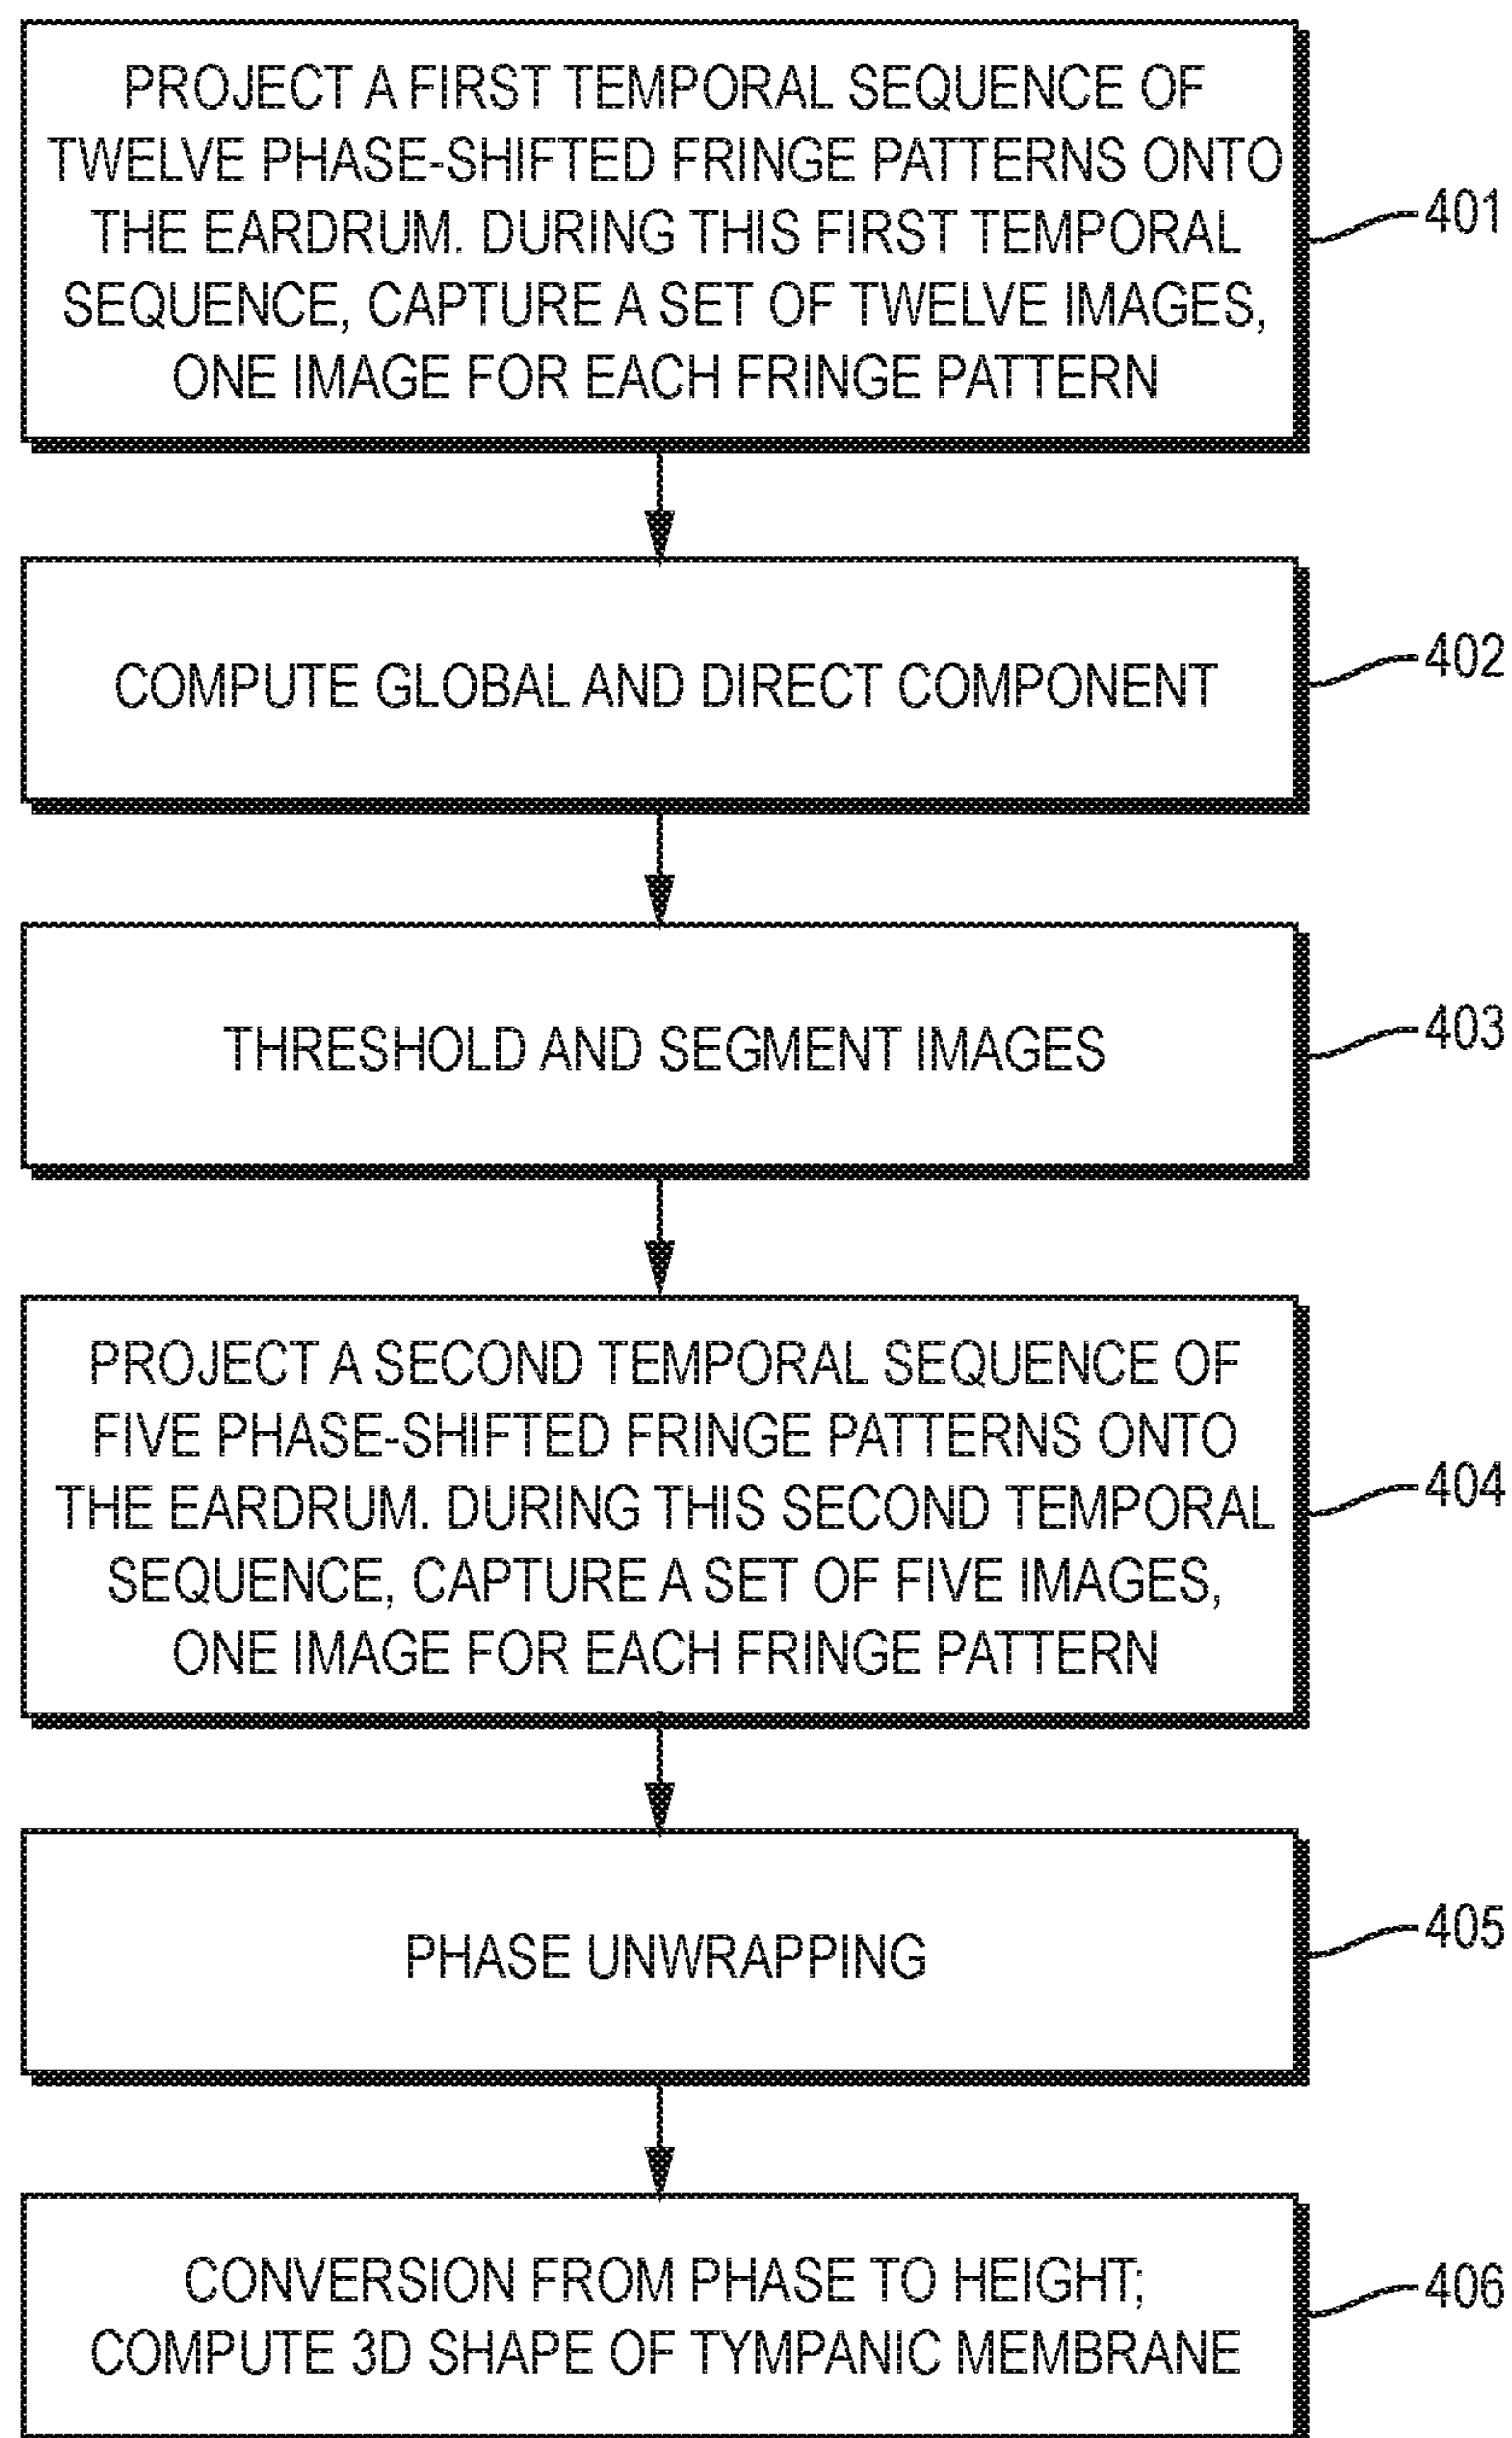 PROJECT A FIRST TEMPORAL SEQUENCE OF
TWELVE PHASE-SHIFTED FRINGE PATTERNS ONTO
THE EARDRUM. DURING THIS FIRST TEMPORAL
SEQUENCE, CAPTURE A SET OF TWELVE IMAGES,
ONE IMAGE FOR EACH FRINGE PATTERN
401
COMPUTE GLOBAL AND DIRECT COMPONENT
402
THRESHOLD AND SEGMENT IMAGES
403
PROJECT A SECOND TEMPORAL SEQUENCE OF
FIVE PHASE-SHIFTED FRINGE PATTERNS ONTO
THE EARDRUM. DURING THIS SECOND TEMPORAL
SEQUENCE, CAPTURE A SET OF FIVE IMAGES,
ONE IMAGE FOR EACH FRINGE PATTERN
404
PHASE UNWRAPPING
405
CONVERSION FROM PHASE TO HEIGHT;
COMPUTE 3D SHAPE OF TYMPANIC MEMBRANE
406